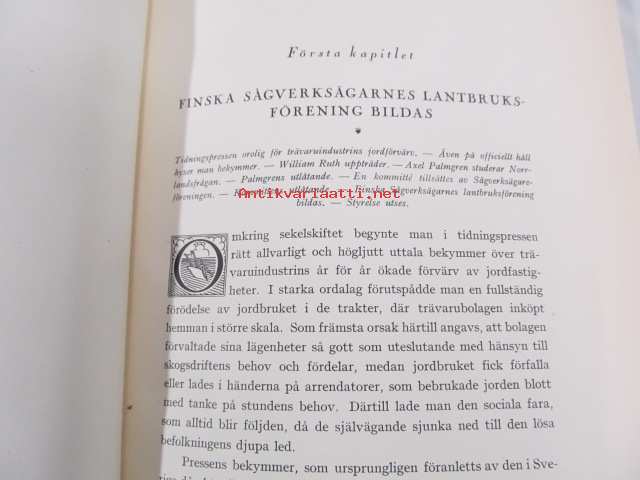 Första kapitlet
FINSKA SÅGVERKSÄGARNES LANTBRUKS-
FÖRENING BILDAS
Tidningspressen orolig för trävaruindustrins jordförvärv. — Även på officiellt håll
hyser man bekymmer. — William Ruth uppträder. — Axel Palmgren studerar Norr-
landsfrågan. — Palmgrens utlåtande. — En kommitté tillsättes av Sågverksägare-
föreningen. — Kommitténs utlåtande. — Finska Sågverksägarnes lantbruksförening
bildas. — Styrelse utses.
Antikvariaatti.net
Omkring sekelskiftet begynte man i tidningspressen
rätt allvarligt och högljutt uttala bekymmer över trä-
varuindustrins år för år ökade förvärv av jordfastig-
heter. I starka ordalag förutspådde man en fullständig
förödelse av jordbruket i de trakter, där trävarubolagen inköpt
hemman i större skala. Som främsta orsak härtill angavs, att bolagen
förvaltade sina lägenheter så gott som uteslutande med hänsyn till
skogsdriftens behov och fördelar, medan jordbruket fick förfalla
eller lades i händerna på arrendatorer, som bebrukade jorden blott
med tanke på stundens behov. Därtill lade man den sociala fara,
som alltid blir följden, då de självägande sjunka ned till den lösa
befolkningens djupa led.
Pressens bekymmer, som ursprungligen föranletts av den i Sve-